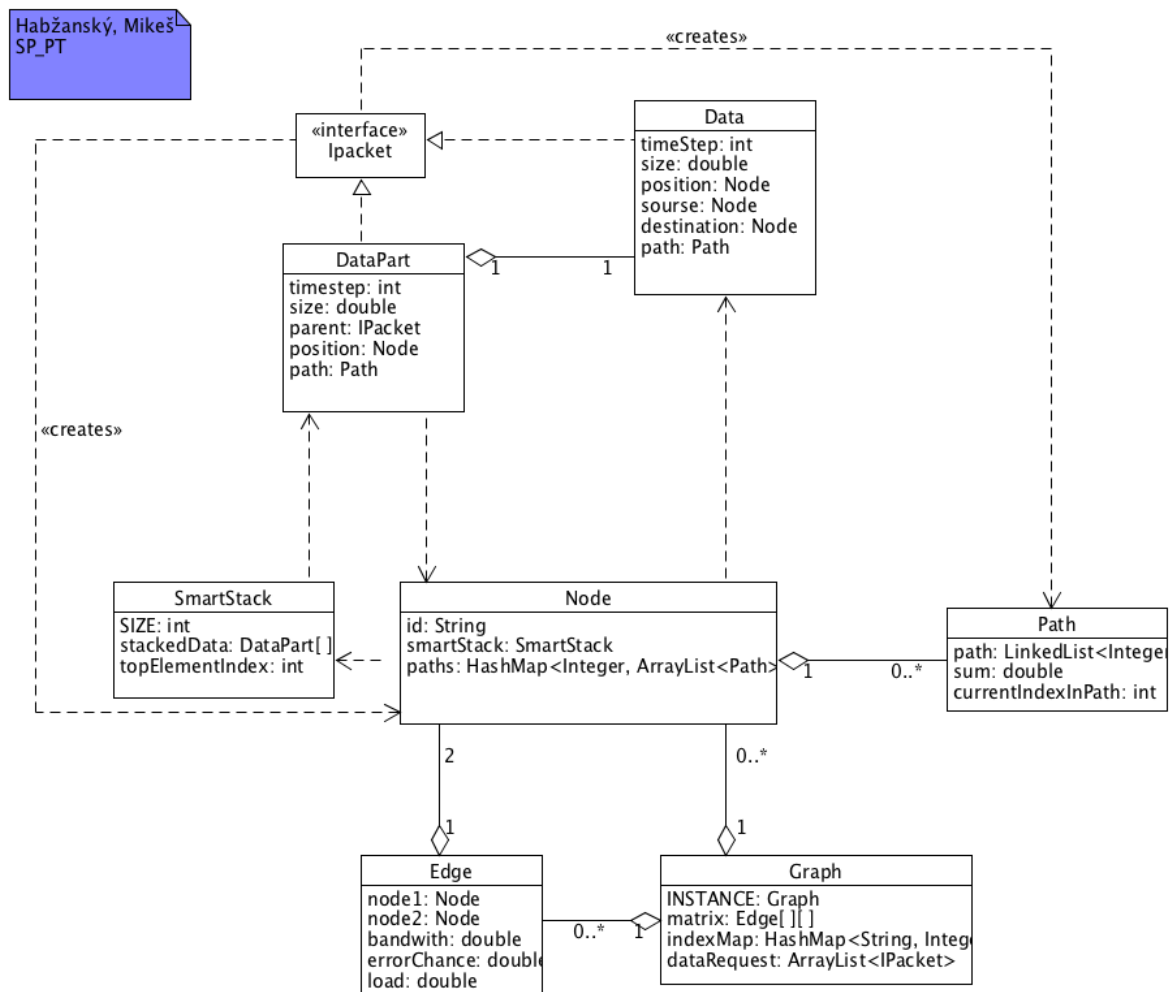 Habžanský, Mikeš
SP_PT
«creates»
«interface»
Ipacket
Data
timeStep: int
size: double
position: Node
sourse: Node
destination: Node
path: Path
DataPart
timestep: int
size: double
parent: IPacket
position: Node
path: Path
1
1
«creates»
SmartStack
SIZE: int
stackedData: DataPart[ ]
topElementIndex: int
Node
id: String
smartStack: SmartStack
paths: HashMap<Integer, ArrayList<Path>
1
0..*
Path
path: LinkedList<Integer
sum: double
currentIndexInPath: int
2
0..*
1
1
Edge
node1: Node
node2: Node
bandwith: double
errorChance: double
load: double
0..*
1
Graph
INSTANCE: Graph
matrix: Edge[ ][ ]
indexMap: HashMap<String, Integ
dataRequest: ArrayList<IPacket>